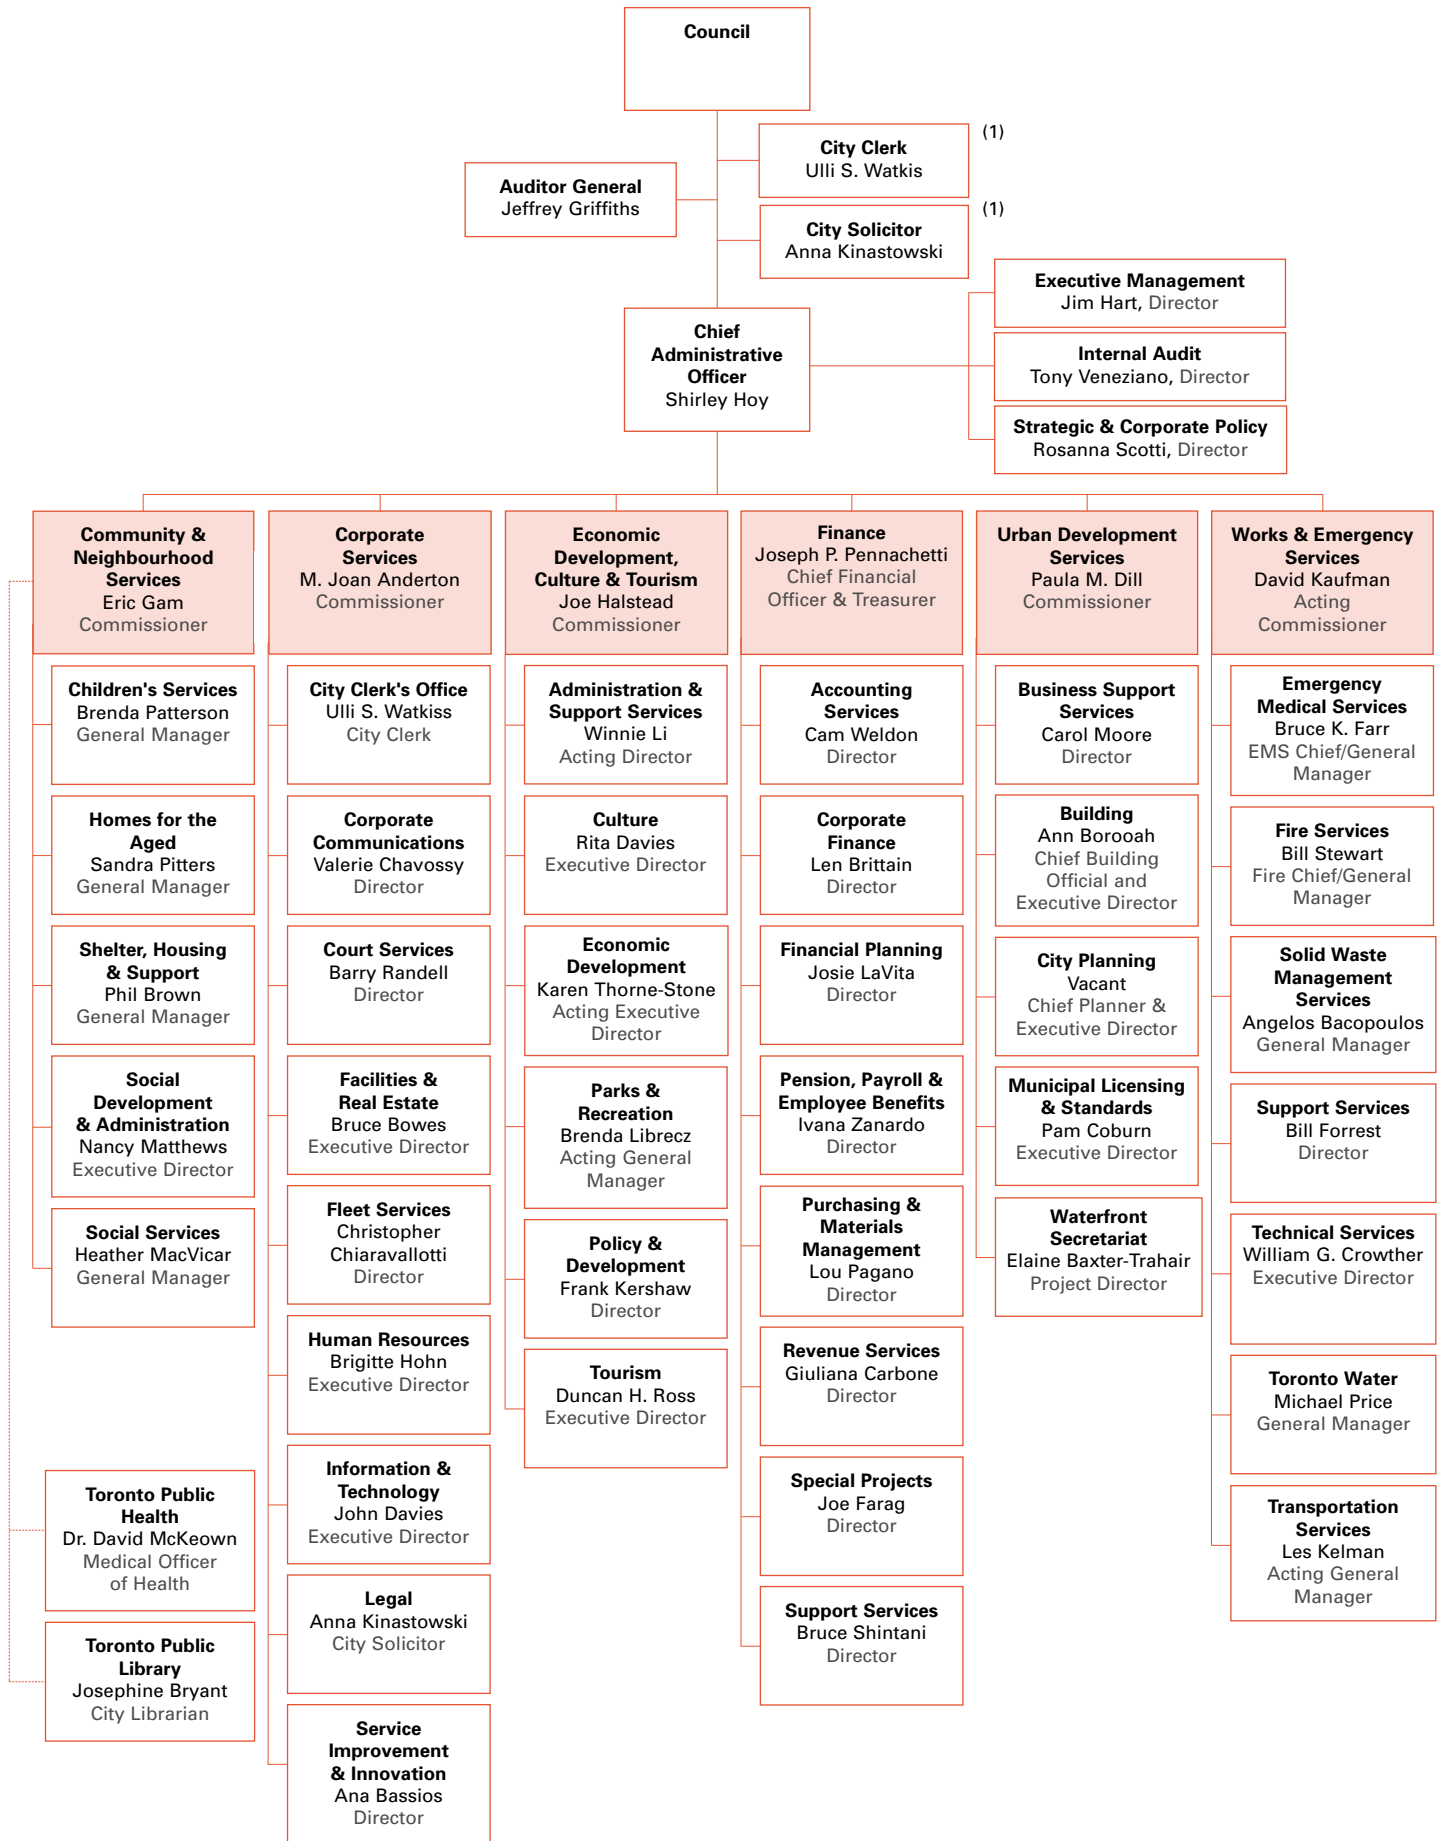 Council
City Clerk
Ulli S. Watkis
(1)
Auditor General
Jeffrey Griffiths
City Solicitor
Anna Kinastowski
(1)
Executive Management
Jim Hart, Director
Chief
Administrative
Officer
Shirley Hoy
Internal Audit
Tony Veneziano, Director
Strategic & Corporate Policy
Rosanna Scotti, Director
Community &
Neighbourhood
Services
Eric Gam
Commissioner
Children's Services
Brenda Patterson
General Manager
Homes for the
Aged
Sandra Pitters
General Manager
Shelter, Housing
& Support
Phil Brown
General Manager
Social
Development
& Administration
Nancy Matthews
Executive Director
Social Services
Heather MacVicar
General Manager
Toronto Public
Health
Dr. David McKeown
Medical Officer
of Health
Toronto Public
Library
Josephine Bryant
City Librarian
Corporate
Services
M. Joan Anderton
Commissioner
City Clerk's Office
Ulli S. Watkiss
City Clerk
Corporate
Communications
Valerie Chavossy
Director
Court Services
Barry Randell
Director
Facilities &
Real Estate
Bruce Bowes
Executive Director
Fleet Services
Christopher
Chiaravallotti
Director
Human Resources
Brigitte Hohn
Executive Director
Information &
Technology
John Davies
Executive Director
Legal
Anna Kinastowski
City Solicitor
Service
Improvement
& Innovation
Ana Bassios
Director
Economic
Development,
Culture & Tourism
Joe Halstead
Commissioner
Administration &
Support Services
Winnie Li
Acting Director
Culture
Rita Davies
Executive Director
Economic
Development
Karen Thorne-Stone
Acting Executive
Director
Parks &
Recreation
Brenda Librecz
Acting General
Manager
Policy &
Development
Frank Kershaw
Director
Tourism
Duncan H. Ross
Executive Director
Finance
Joseph P. Pennachetti
Chief Financial
Officer & Treasurer
Accounting
Services
Cam Weldon
Director
Corporate
Finance
Len Brittain
Director
Financial Planning
Josie LaVita
Director
Pension, Payroll &
Employee Benefits
Ivana Zanardo
Director
Purchasing &
Materials
Management
Lou Pagano
Director
Revenue Services
Giuliana Carbone
Director
Special Projects
Joe Farag
Director
Support Services
Bruce Shintani
Director
Urban Development
Services
Paula M. Dill
Commissioner
Business Support
Services
Carol Moore
Director
Building
Ann Borooah
Chief Building
Official and
Executive Director
City Planning
Vacant
Chief Planner &
Executive Director
Municipal Licensing
& Standards
Pam Coburn
Executive Director
Waterfront
Secretariat
Elaine Baxter-Trahair
Project Director
Works & Emergency
Services
David Kaufman
Acting
Commissioner
Emergency
Medical Services
Bruce K. Farr
EMS Chief/General
Manager
Fire Services
Bill Stewart
Fire Chief/General
Manager
Solid Waste
Management
Services
Angelos Bacopoulos
General Manager
Support Services
Bill Forrest
Director
Technical Services
William G. Crowther
Executive Director
Toronto Water
Michael Price
General Manager
Transportation
Services
Les Kelman
Acting General
Manager